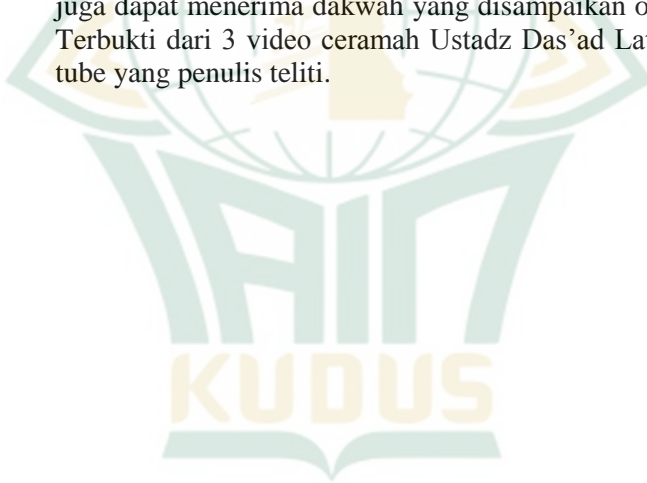 juga dapat menerima dakwah yang disampaikan o
Terbukti dari 3 video ceramah Ustadz Das’ad La
tube yang penulis teliti.
IAIN
KUDUS